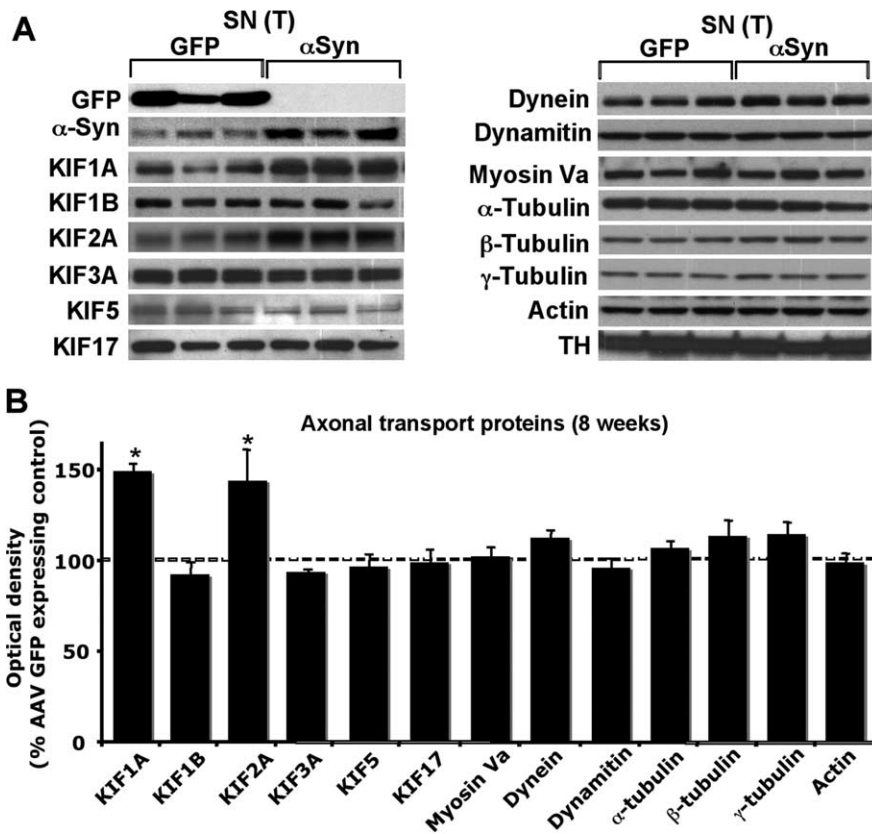 A
SN (T)
GFP αSyn
GFP
α-Syn
KIF1A
KIF1B
KIF2A
KIF3A
KIF5
KIF17
SN (T)
GFP αSyn
Dynein
Dynamitin
Myosin Va
α-Tubulin
β-Tubulin
γ-Tubulin
Actin
TH
B
Axonal transport proteins (8 weeks)
Optical density
(% AAV GFP expressing control)
150
100
50
0
* *
KIF1A
KIF1B
KIF2A
KIF3A
KIF5
KIF17
Myosin Va
Dynein
Dynamitin
α-tubulin
β-tubulin
γ-tubulin
Actin